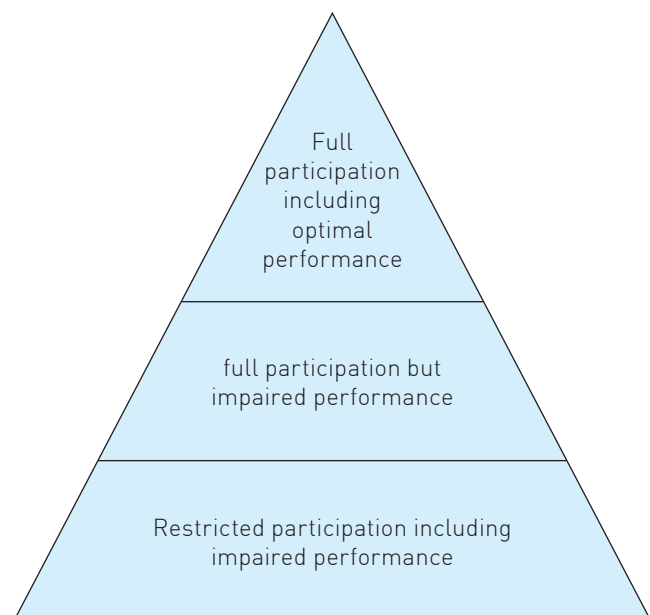 Full
participation
including
optimal
performance
full participation but
impaired performance
Restricted participation including
impaired performance